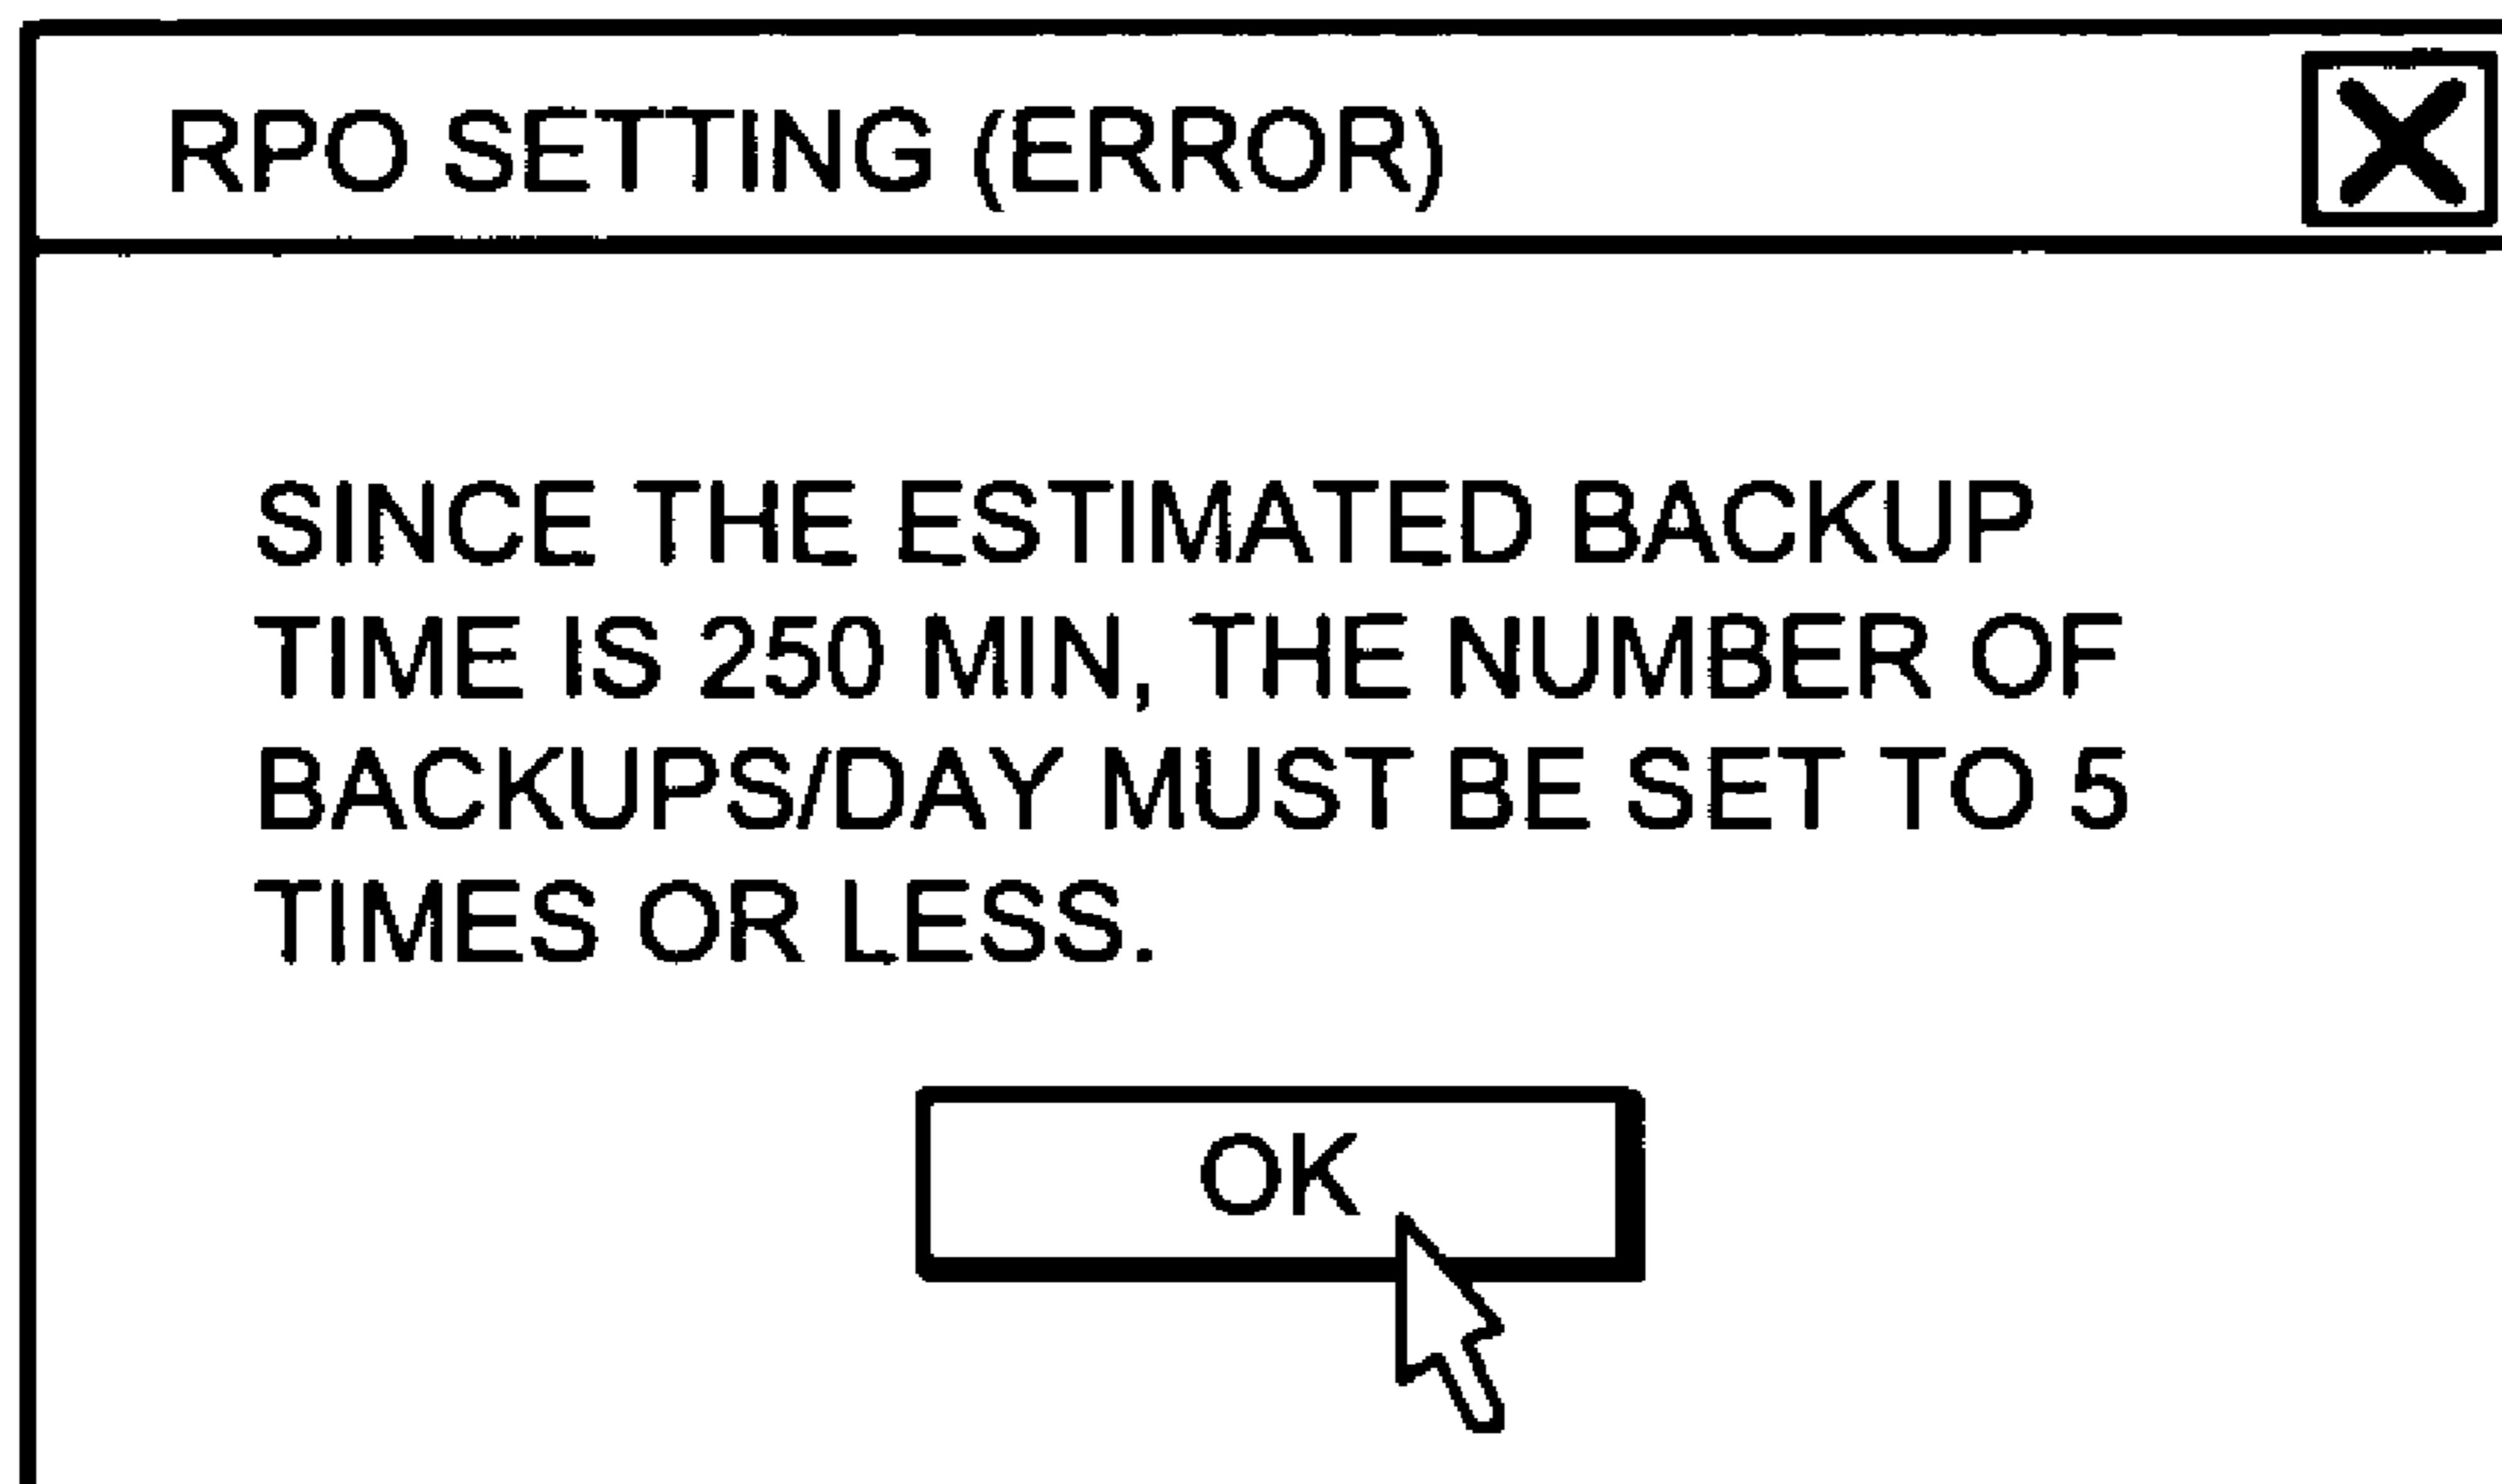 RPO SETTING (ERROR)
SINCE THE ESTIMATED BACKUP
TIME IS 250 MIN, THE NUMBER OF
BACKUPS/DAY MUST BE SET TO 5
TIMES OR LESS.
OK